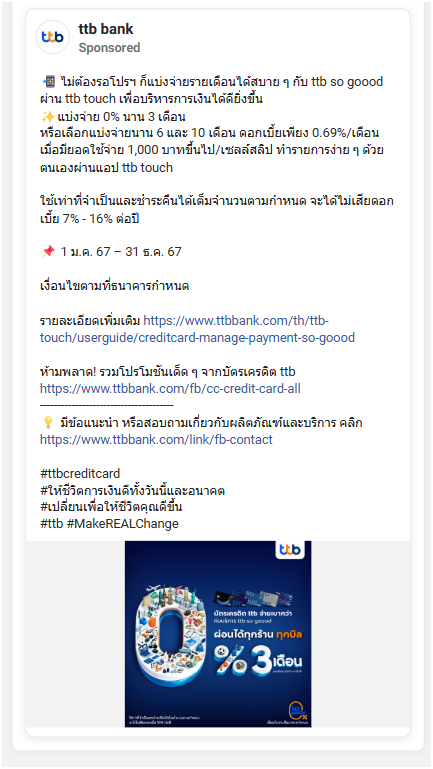 ttb bank
Sponsored
📲 ไม่ต้องรอโปรฯ ก็แบ่งจ่ายรายเดือนได้สบาย ๆ กับ ttb so goood
ผ่าน ttb touch เพื่อบริหารการเงินได้ดียิ่งขึ้น
✨แบ่งจ่าย 0% นาน 3 เดือน
หรือเลือกแบ่งจ่ายนาน 6 และ 10 เดือน ดอกเบี้ยเพียง 0.69%/เดือน
เมื่อมียอดใช้จ่าย 1,000 บาทขึ้นไป/เซลล์สลิป ทำรายการง่าย ๆ ด้วย
ตนเองผ่านแอป ttb touch
ใช้เท่าที่จำเป็นและชำระคืนได้เต็มจำนวนตามกำหนด จะได้ไม่เสียดอก
เบี้ย 7% - 16% ต่อปี
📌 1 ม.ค. 67 – 31 ธ.ค. 67
เงื่อนไขตามที่ธนาคารกำหนด
รายละเอียดเพิ่มเติม https://www.ttbbank.com/th/ttb-
touch/userguide/creditcard-manage-payment-so-goood
ห้ามพลาด! รวมโปรโมชันเด็ด ๆ จากบัตรเครดิต ttb
https://www.ttbbank.com/fb/cc-credit-card-all
--------------------------------------
💡 มีข้อแนะนำ หรือสอบถามเกี่ยวกับผลิตภัณฑ์และบริการ คลิก
https://www.ttbbank.com/link/fb-contact
#ttbcreditcard
#ให้ชีวิตการเงินดีทั้งวันนี้และอนาคต
#เปลี่ยนเพื่อให้ชีวิตคุณดีขึ้น
#ttb #MakeREALChange
ttb
บัตรเครดิต ttb จ่ายเบากว่า
กับบริการ ttb so goood
ผ่อนได้ทุกร้าน ทุกบิล
0% 3 เดือน